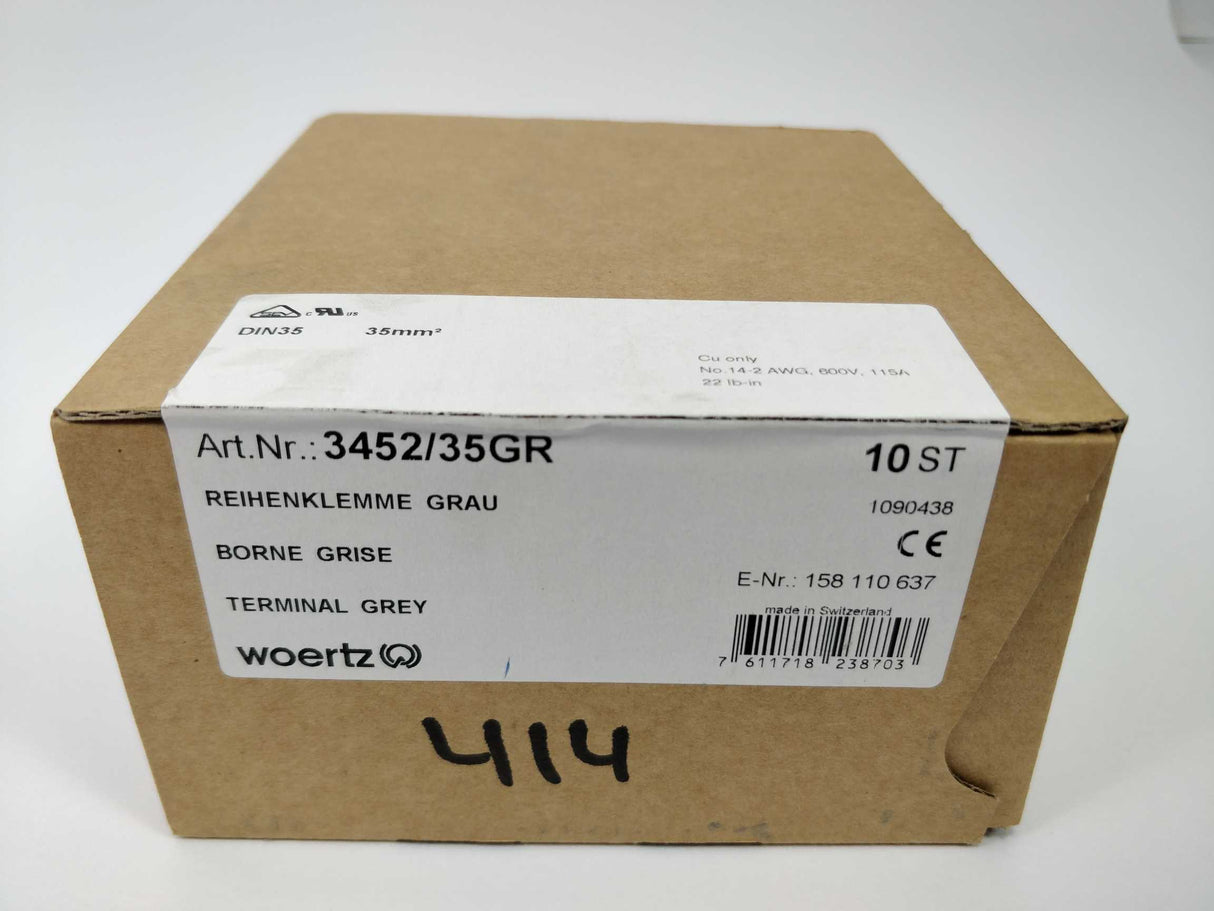 c RU US
DIN35 35mm²
Cu only
No.14-2 AWG, 600V, 115A
22 lb-in
Art.Nr.: 3452/35GR 10 ST
REIHENKLEMME GRAU 1090438
CE
BORNE GRISE
E-Nr.: 158 110 637
TERMINAL GREY
made in Switzerland
woertz
7 611718 238703
414